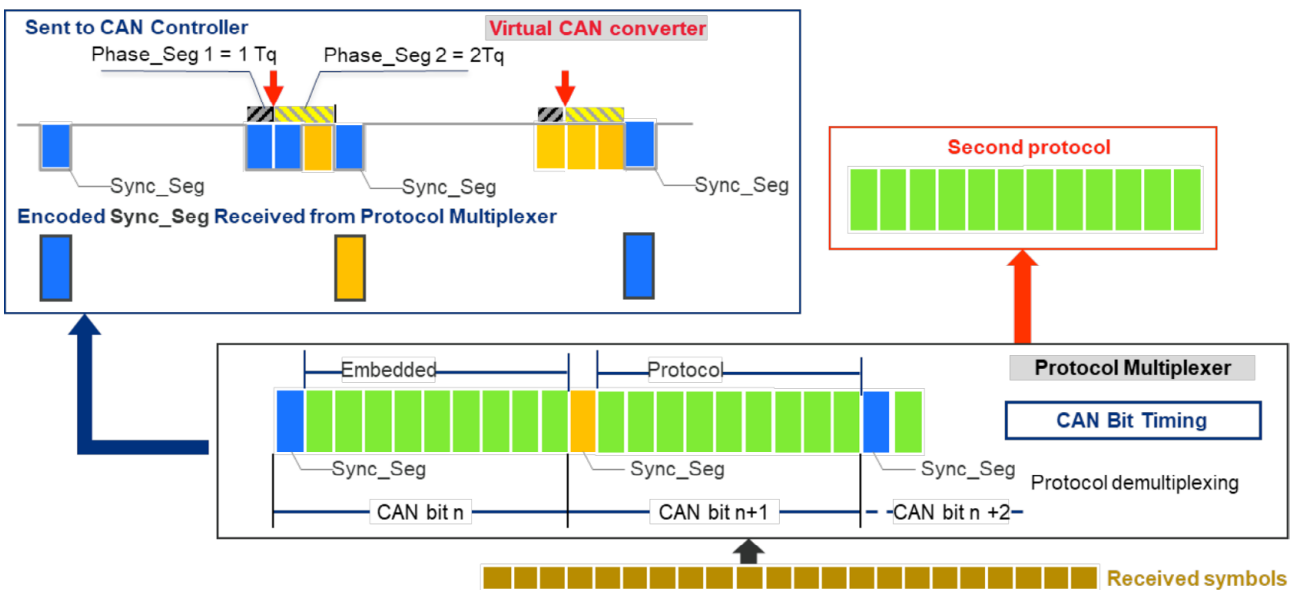 Sent to CAN Controller
Virtual CAN converter
Phase_Seg 1 = 1 Tq
Phase_Seg 2 = 2Tq
Sync_Seg
Sync_Seg
Sync_Seg
Encoded Sync_Seg Received from Protocol Multiplexer
Second protocol
Embedded
Protocol
Protocol Multiplexer
CAN Bit Timing
Sync_Seg
Sync_Seg
Sync_Seg
Protocol demultiplexing
CAN bit n
CAN bit n+1
CAN bit n +2
Received symbols